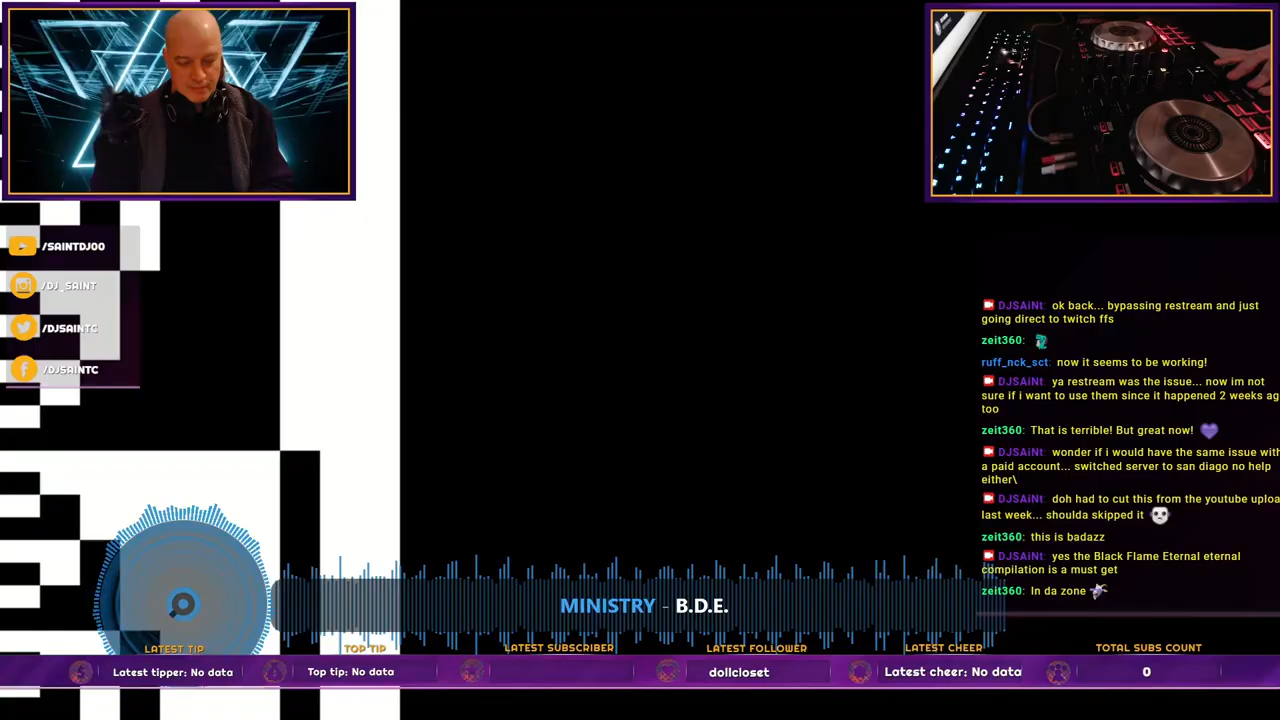 /SAINTDJ00
/DJ_SAINT
/DJSAINTC
/DJSAINTC
DJSAiNt: ok back... bypassing restream and just
going direct to twitch ffs
zeit360:
ruff_nck_sct: now it seems to be working!
DJSAiNt: ya restream was the issue... now im not
sure if i want to use them since it happened 2 weeks ag
too
zeit360: That is terrible! But great now!
DJSAiNt: wonder if i would have the same issue with
a paid account... switched server to san diago no help
either\
DJSAiNt: doh had to cut this from the youtube uploa
last week... shoulda skipped it
zeit360: this is badazz
DJSAiNt: yes the Black Flame Eternal eternal
compilation is a must get
zeit360: In da zone
MINISTRY - B.D.E.
LATEST TIP
TOP TIP
LATEST SUBSCRIBER
LATEST FOLLOWER
LATEST CHEER
TOTAL SUBS COUNT
Latest tipper: No data
Top tip: No data
dollcloset
Latest cheer: No data
0